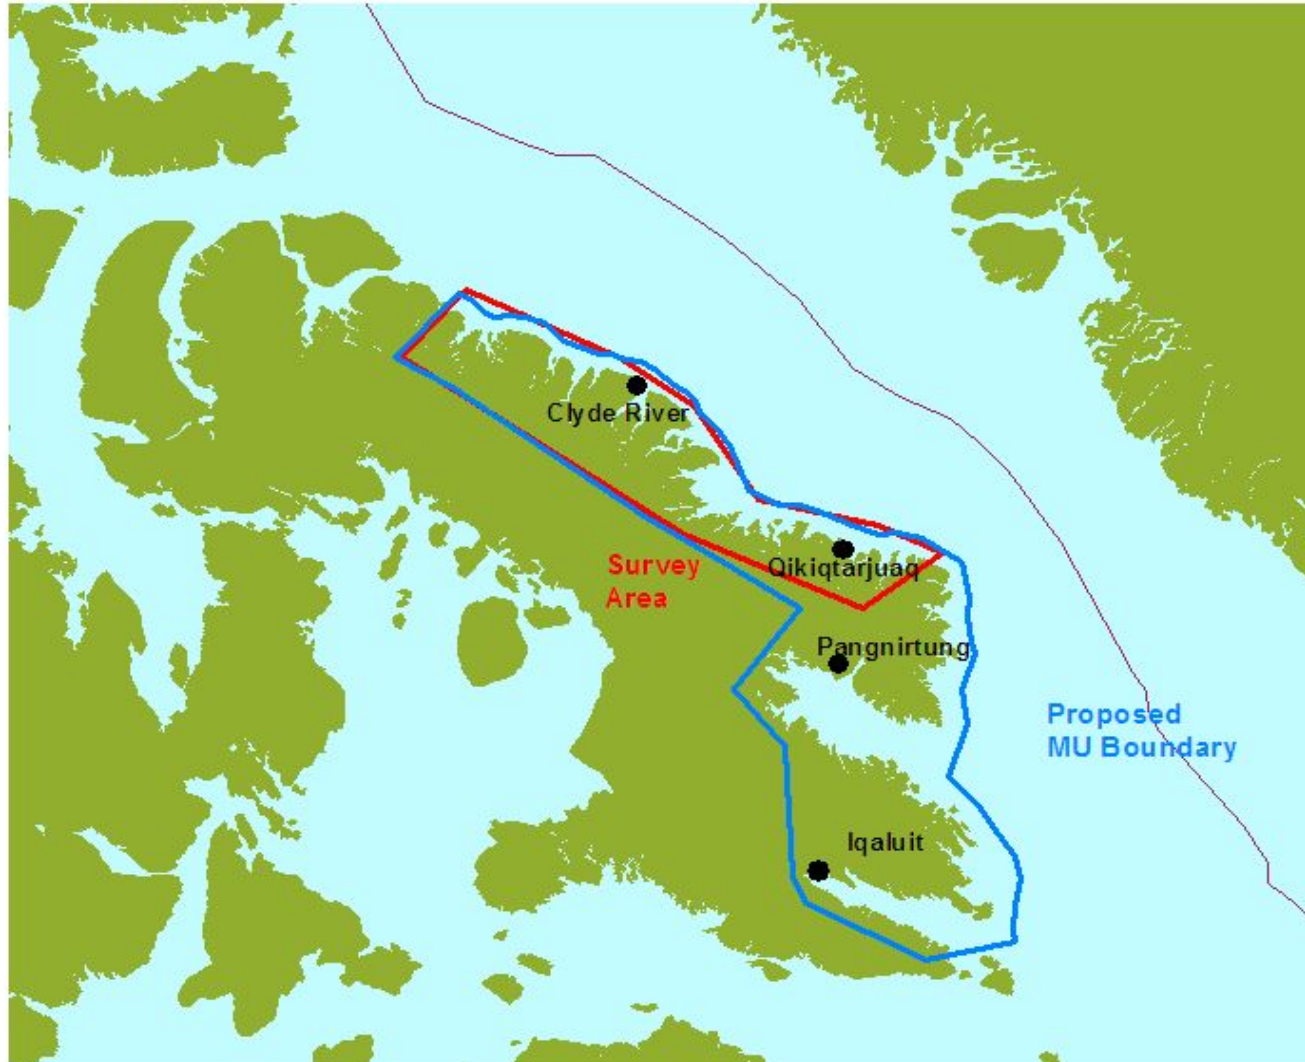 Clyde River
Survey
Area
Qikiqtarjuaq
Pangnirtung
Proposed
MU Boundary
Iqaluit